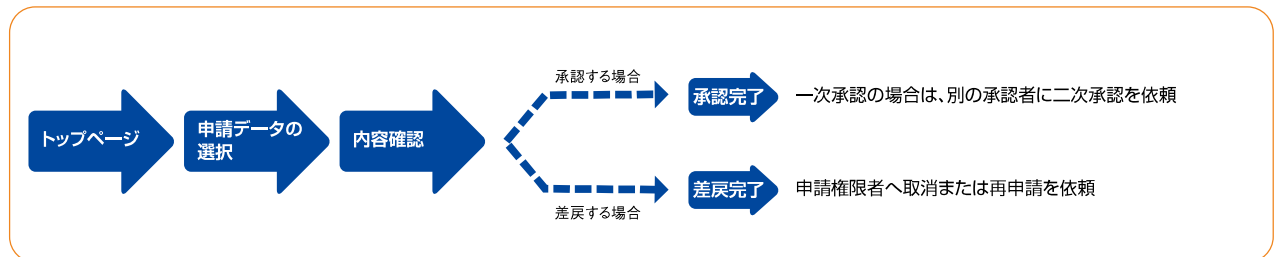 トップページ
申請データの
選択
内容確認
承認する場合
承認完了
一次承認の場合は、別の承認者に二次承認を依頼
差戻する場合
差戻完了
申請権限者へ取消または再申請を依頼